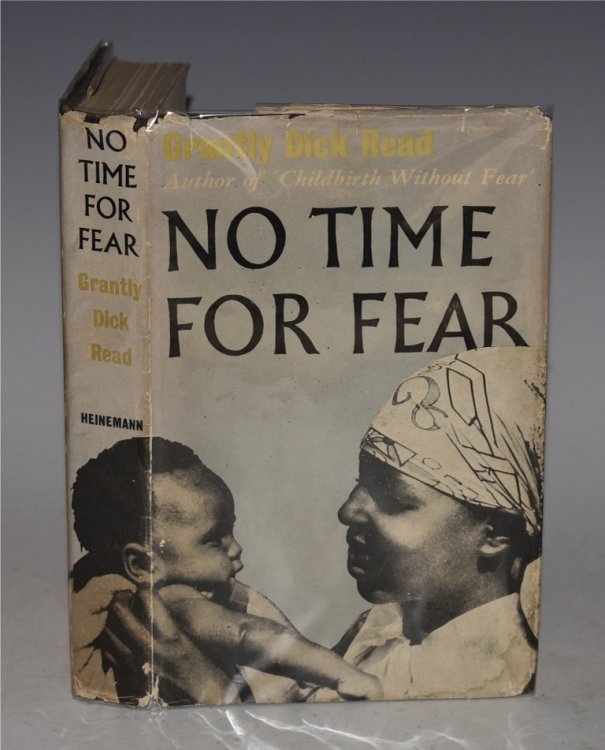 NO
TIME
FOR
FEAR
Grantly
Dick
Read
HEINEMANN
Grantly Dick Read
Author of 'Childbirth Without Fear'
NO TIME
FOR FEAR